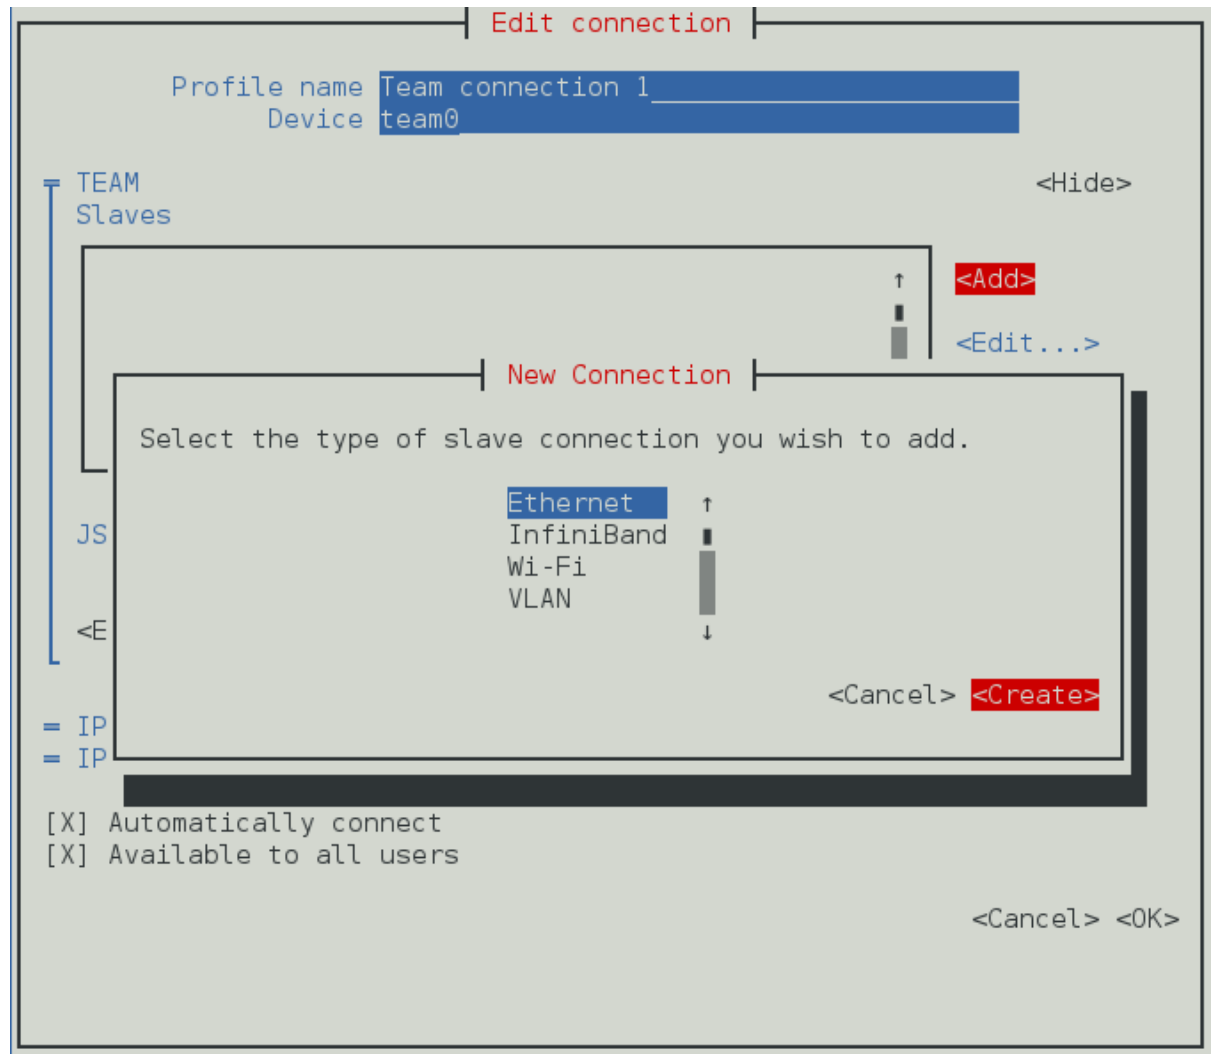 Edit connection
Profile name Team connection 1
Device team0
TEAM <Hide>
Slaves
<Add>
<Edit...>
New Connection
Select the type of slave connection you wish to add.
Ethernet
InfiniBand
JS
Wi-Fi
VLAN
<E
<Cancel> <Create>
= IP
= IP
[X] Automatically connect
[X] Available to all users
<Cancel> <OK>